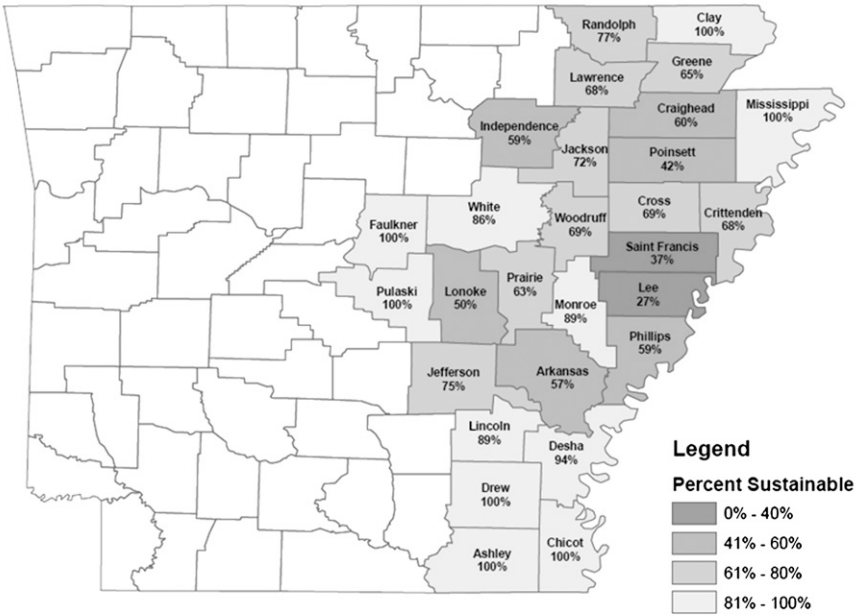 Randolph
77%
Clay
100%
Greene
65%
Lawrence
68%
Craighead
60%
Mississippi
100%
Independence
59%
Jackson
72%
Poinsett
42%
White
86%
Woodruff
69%
Cross
69%
Crittenden
68%
Faulkner
100%
Saint Francis
37%
Pulaski
100%
Lonoke
50%
Prairie
63%
Monroe
89%
Lee
27%
Phillips
59%
Jefferson
75%
Arkansas
57%
Lincoln
89%
Desha
94%
Drew
100%
Ashley
100%
Chicot
100%
Legend
Percent Sustainable
0% - 40%
41% - 60%
61% - 80%
81% - 100%